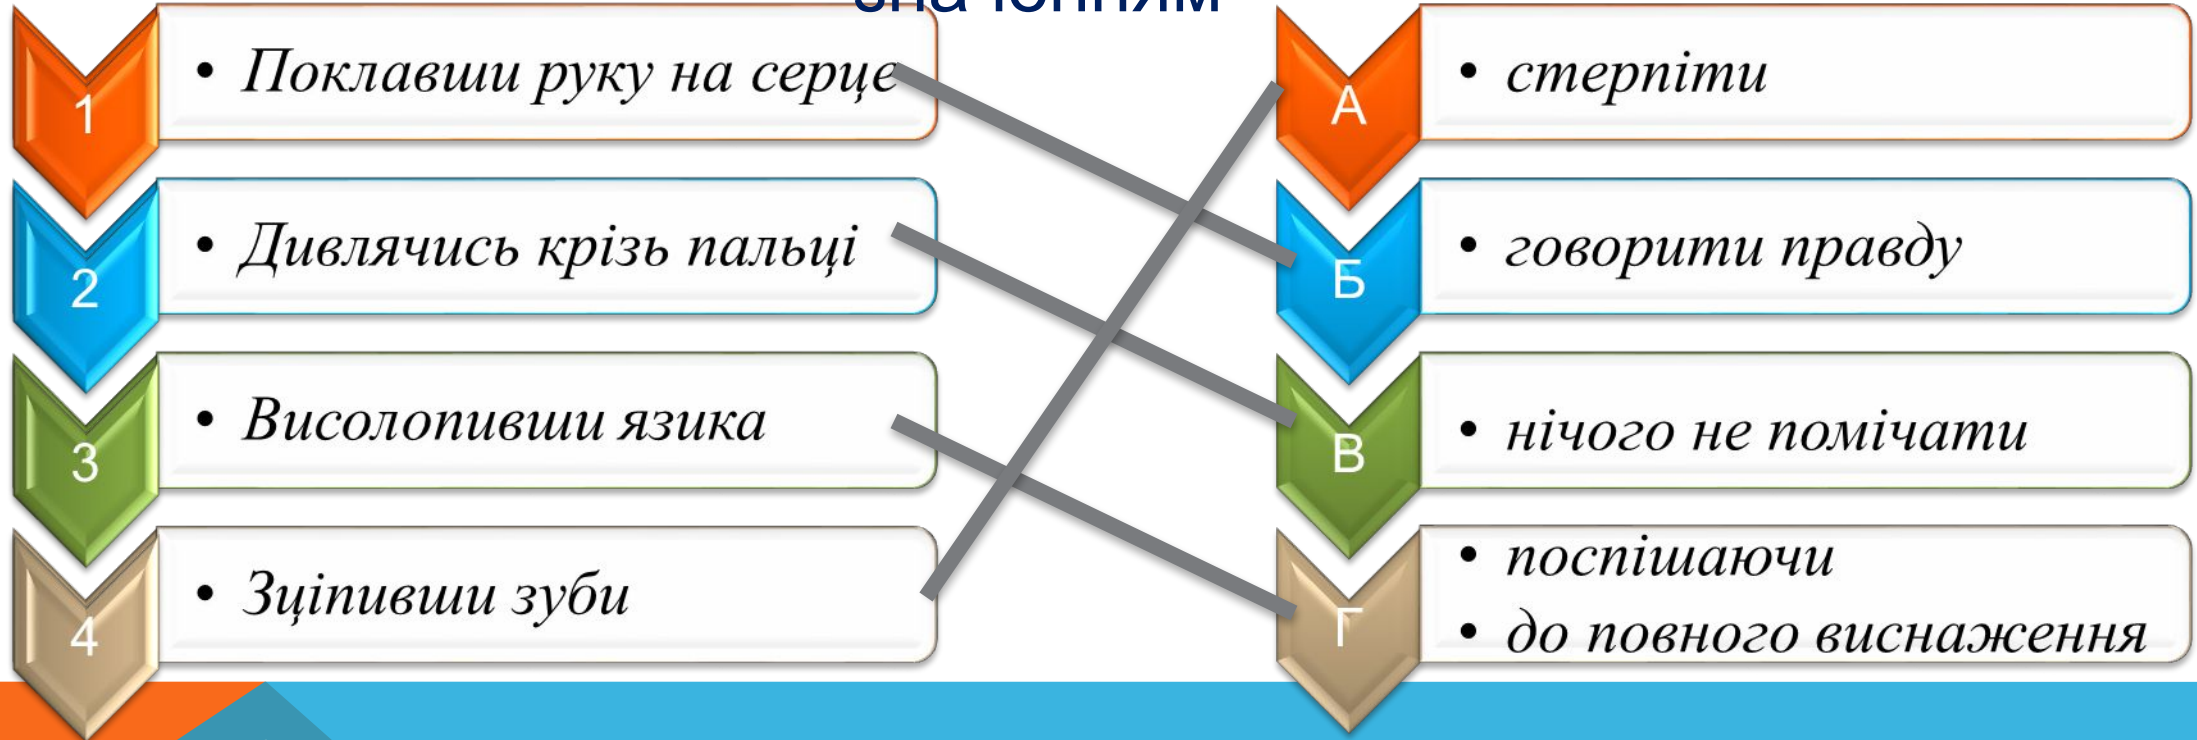 значенням
1
• Поклавши руку на серце
2
• Дивлячись крізь пальці
3
• Висолопивши язика
4
• Зціпивши зуби
А
• стерпіти
Б
• говорити правду
В
• нічого не помічати
Г
• поспішаючи
• до повного виснаження